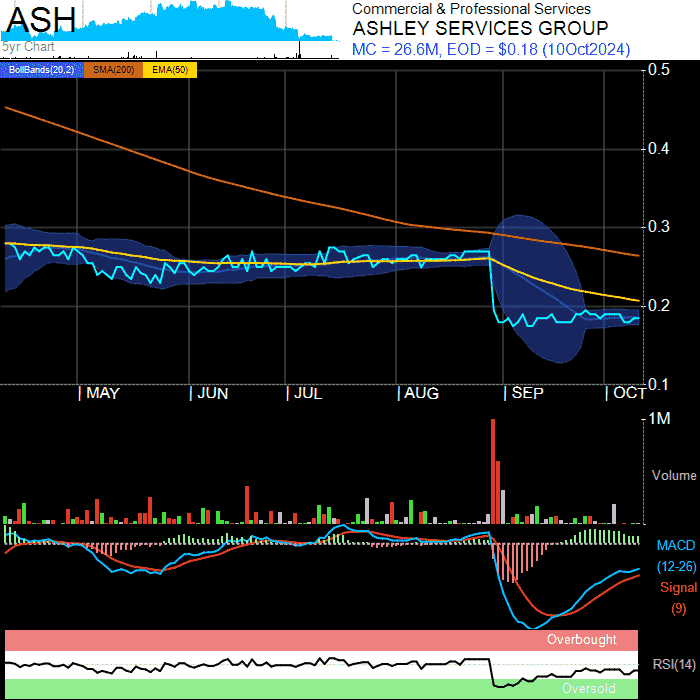 ASH
5yr Chart
Commercial & Professional Services
ASHLEY SERVICES GROUP
MC = 26.6M, EOD = $0.18 (10Oct2024)
BollBands(20,2) SMA(200) EMA(50)
0.5
0.4
0.3
0.2
0.1
| MAY | JUN | JUL | AUG | SEP | OCT
1M
Volume
MACD
(12-26)
Signal
(9)
Overbought
RSI(14)
Oversold